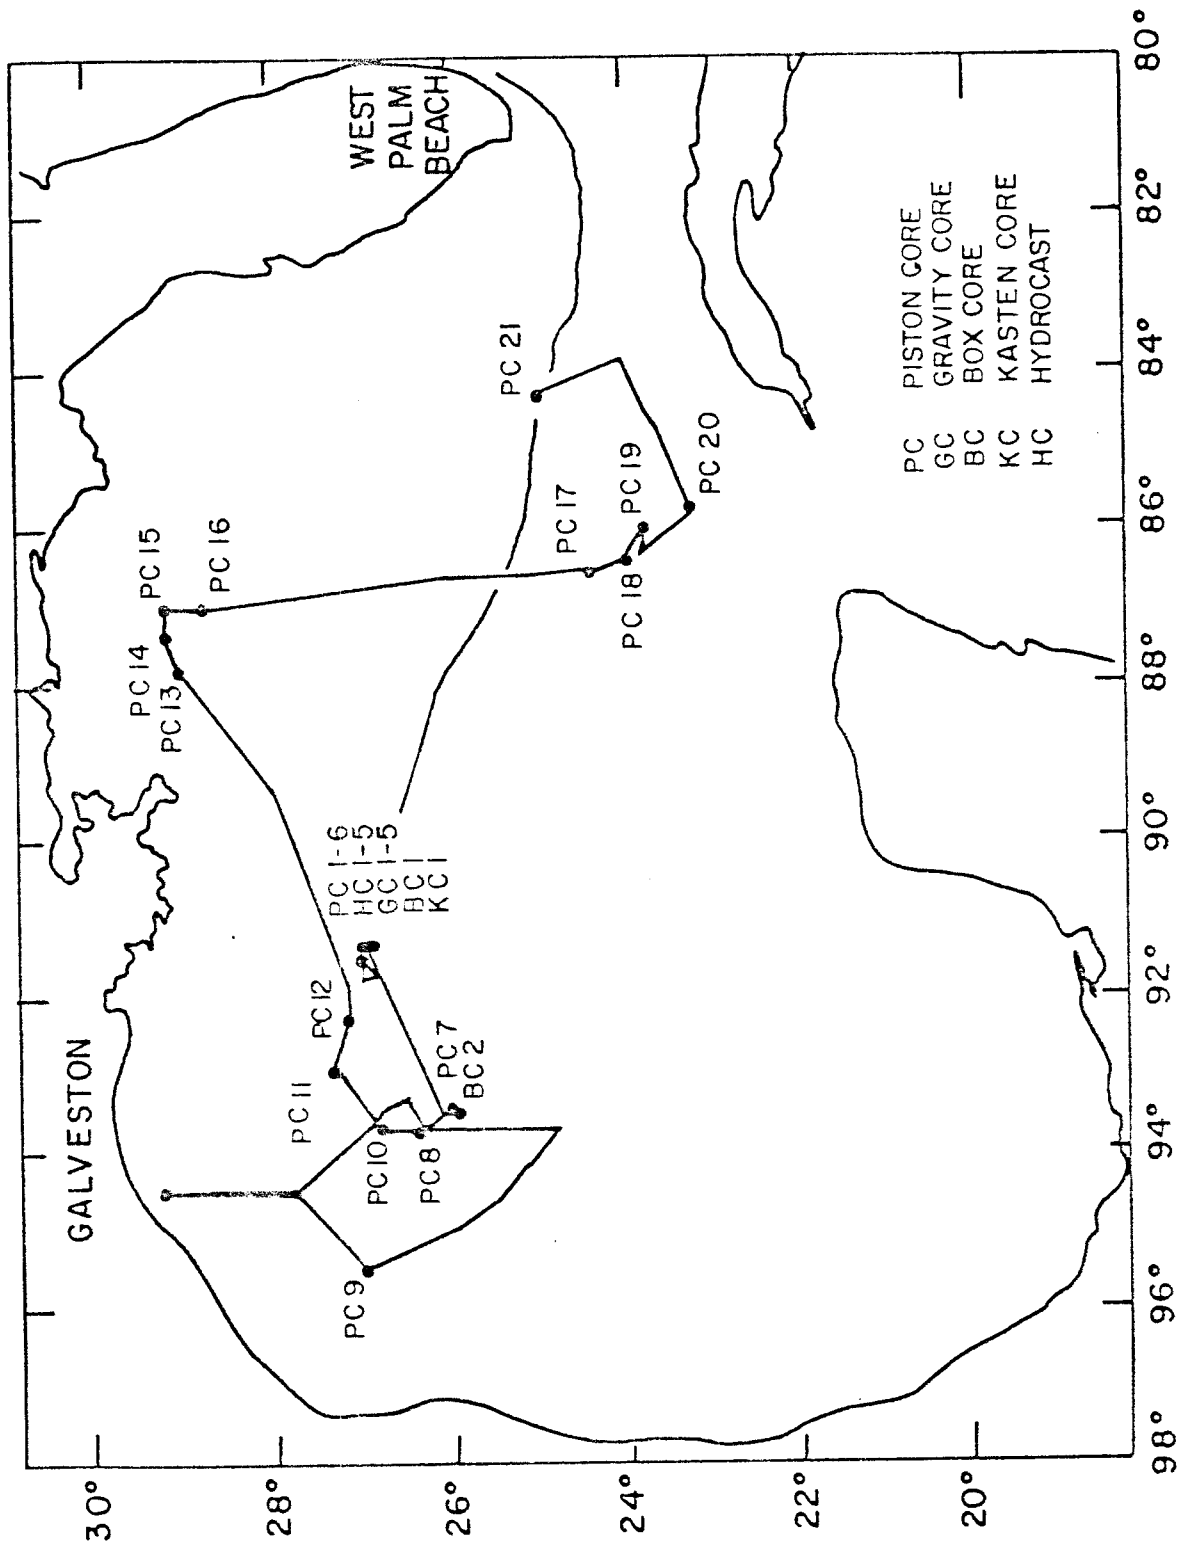 GALVESTON
WEST
PALM
BEACH
PC 9
PC 10
PC 8
PC 11
PC 12
PC 7
BC 2
PC 1-6
HC 1-5
GC 1-5
BC 1
KC 1
PC 13
PC 14
PC 15
PC 16
PC 17
PC 18
PC 19
PC 20
PC 21
PC PISTON CORE
GC GRAVITY CORE
BC BOX CORE
KC KASTEN CORE
HC HYDROCAST
30°
28°
26°
24°
22°
20°
98°
96°
94°
92°
90°
88°
86°
84°
82°
80°